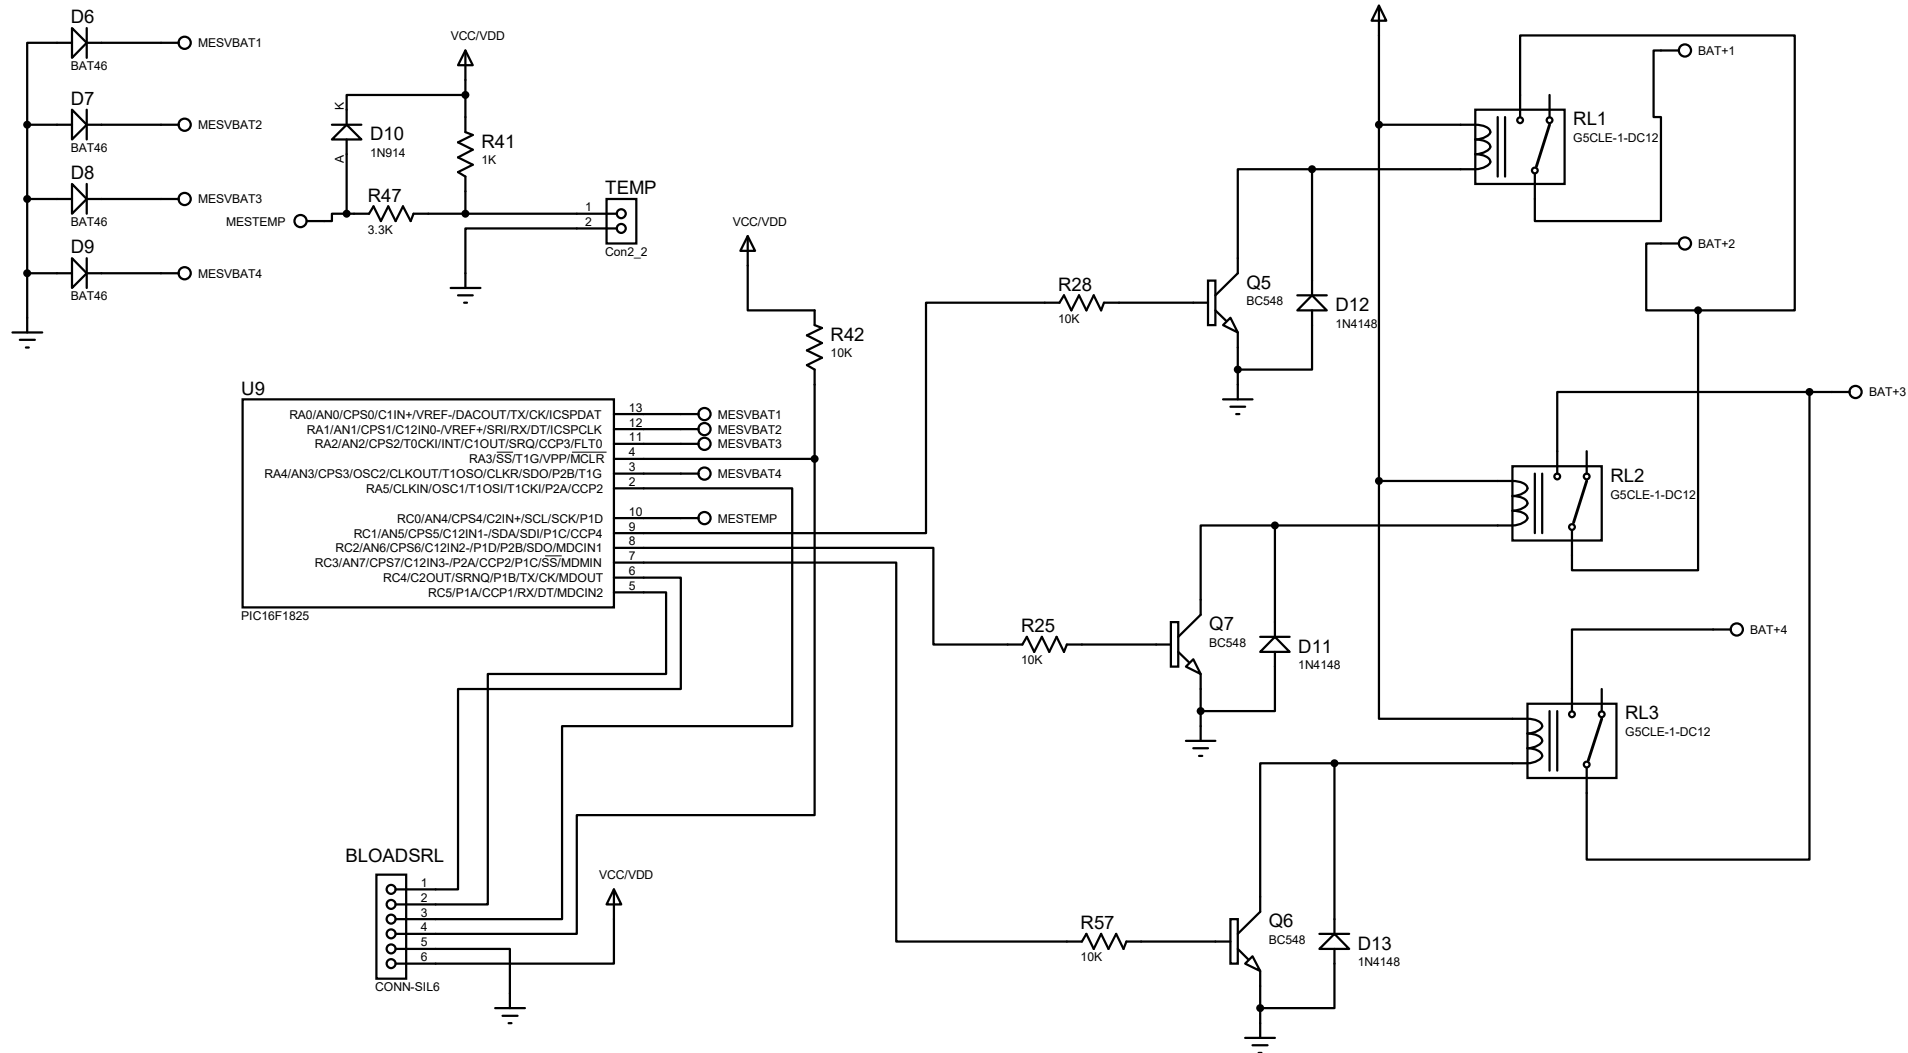 D6
MESVBAT1
BAT46
D7
MESVBAT2
BAT46
D8
MESVBAT3
BAT46
D9
MESVBAT4
BAT46
VCC/VDD
K
D10
1N914
A
R41
1K
R47
3.3K
MESTEMP
TEMP
1
2
Con2_2
VCC/VDD
R42
10K
U9
RA0/AN0/CPS0/C1IN+/VREF-/DACOUT/TX/CK/ICSPDAT 13 MESVBAT1
RA1/AN1/CPS1/C12IN0-/VREF+/SRI/RX/DT/ICSPCLK 12 MESVBAT2
RA2/AN2/CPS2/T0CKI/INT/C1OUT/SRQ/CCP3/FLT0 11 MESVBAT3
RA3/SS/T1G/VPP/MCLR 4
RA4/AN3/CPS3/OSC2/CLKOUT/T1OSO/CLKR/SDO/P2B/T1G 3 MESVBAT4
RA5/CLKIN/OSC1/T1OSI/T1CKI/P2A/CCP2 2
RC0/AN4/CPS4/C2IN+/SCL/SCK/P1D 10 MESTEMP
RC1/AN5/CPS5/C12IN1-/SDA/SDI/P1C/CCP4 9
RC2/AN6/CPS6/C12IN2-/P1D/P2B/SDO/MDCIN1 8
RC3/AN7/CPS7/C12IN3-/P2A/CCP2/P1C/SS/MDMIN 7
RC4/C2OUT/SRNQ/P1B/TX/CK/MDOUT 6
RC5/P1A/CCP1/RX/DT/MDCIN2 5
PIC16F1825
BLOADSRL
1
2
3
4
5
6
CONN-SIL6
VCC/VDD
R28
10K
Q5
BC548
D12
1N4148
RL1
G5CLE-1-DC12
BAT+1
BAT+2
BAT+3
R25
10K
Q7
BC548
D11
1N4148
RL2
G5CLE-1-DC12
BAT+4
R57
10K
Q6
BC548
D13
1N4148
RL3
G5CLE-1-DC12